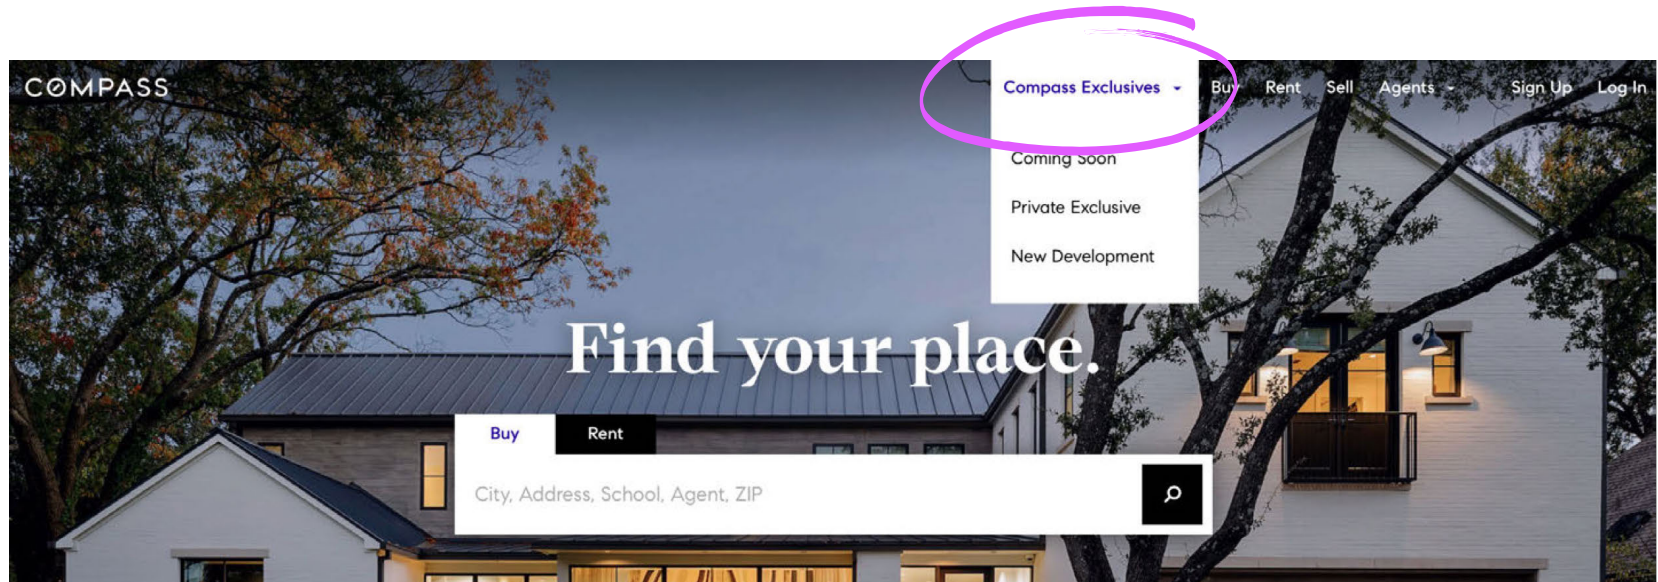 COMPASS
Compass Exclusives
Buy
Rent
Sell
Agents
Sign Up
Log In
Coming Soon
Private Exclusive
New Development
Find your place.
Buy
Rent
City, Address, School, Agent, ZIP